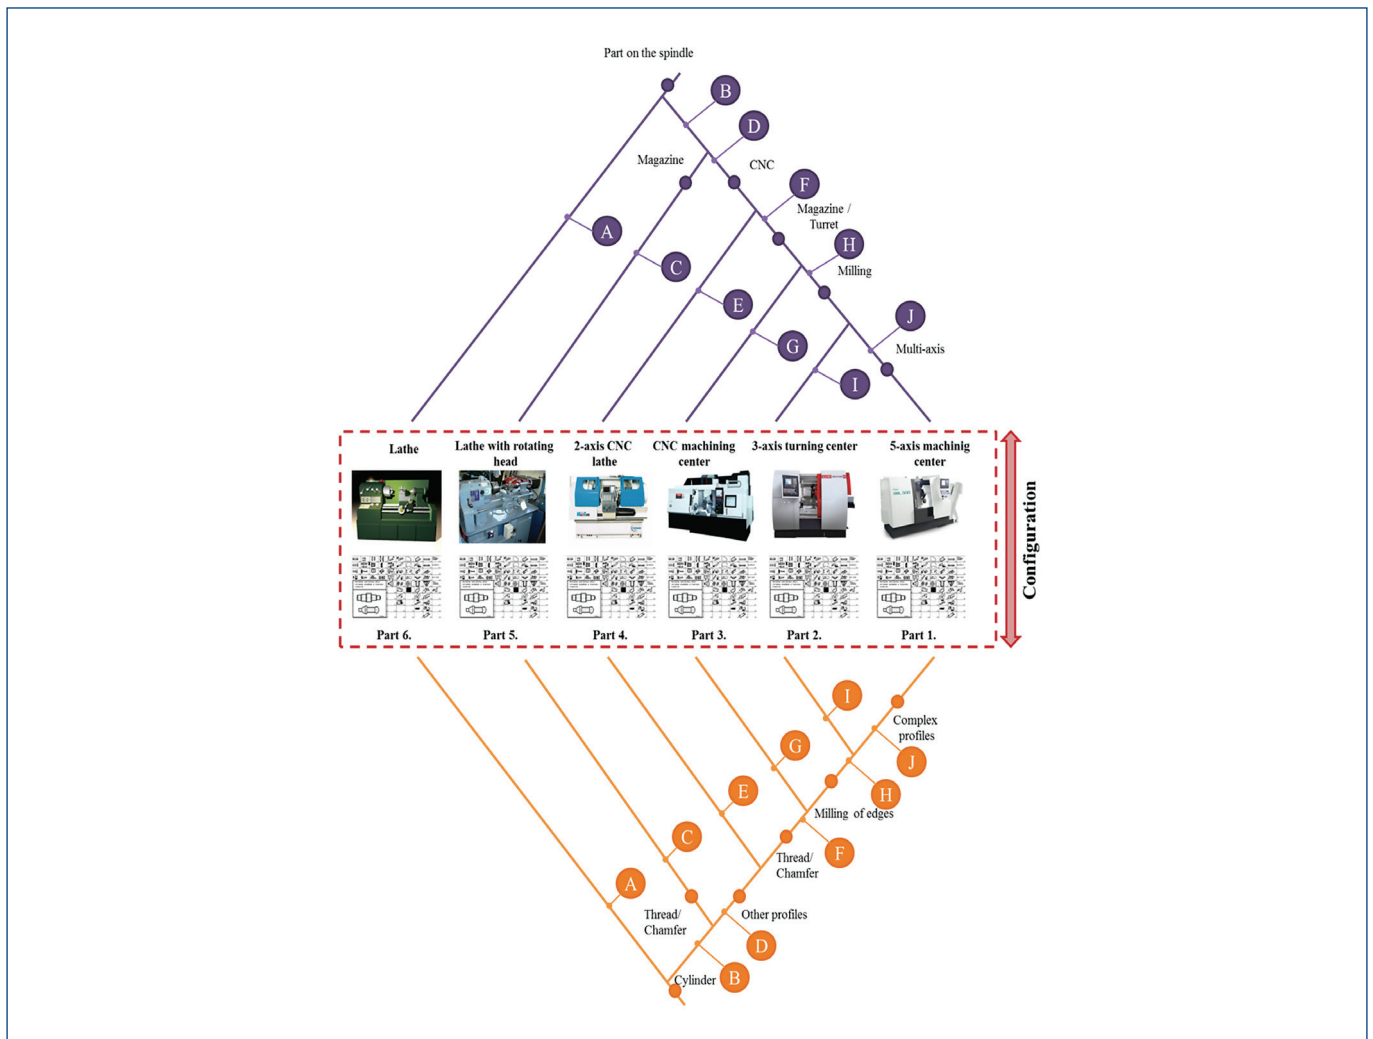 Part on the spindle
B
D
Magazine
CNC
F
Magazine /
Turret
A
H
C
Milling
E
J
G
Multi-axis
I
Lathe
Lathe with rotating
head
2-axis CNC
lathe
CNC machining
center
3-axis turning center
5-axis machinig
center
Configuration
Part 6.
Part 5.
Part 4.
Part 3.
Part 2.
Part 1.
I
Complex
profiles
G
J
E
H
Milling of edges
C
F
Thread/
Chamfer
A
Thread/
Chamfer
Other profiles
D
Cylinder
B